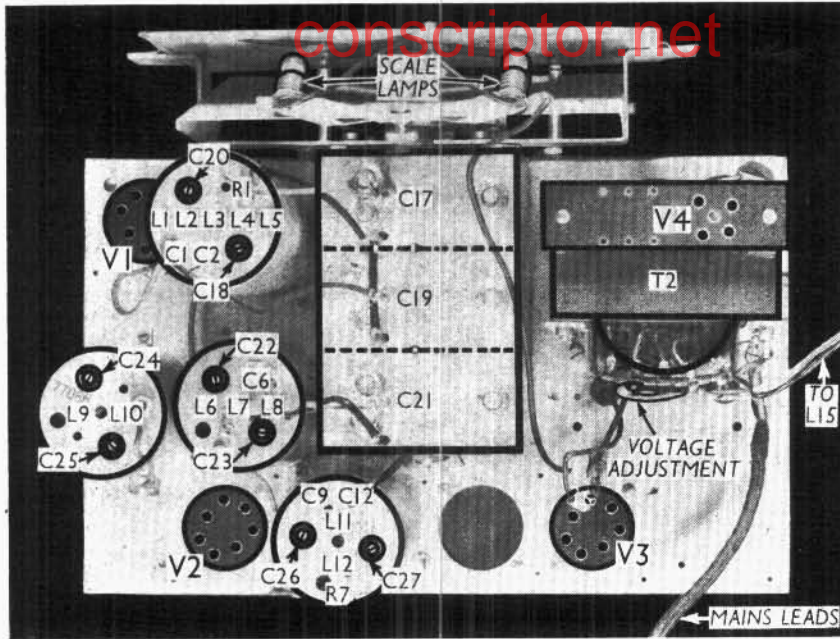 conscriptor.net
SCALE
LAMPS
C20
R1
C17
L1 L2 L3 L4 L5
V4
C1 C2
V1
C18
T2
C19
C24
C22
C6
C21
L9 L10
L6 L7 L8
TO
L15
C25
C23
VOLTAGE
ADJUSTMENT
C9 C12
L11
V2
C26
L12
C27
V3
R7
MAINS LEADS